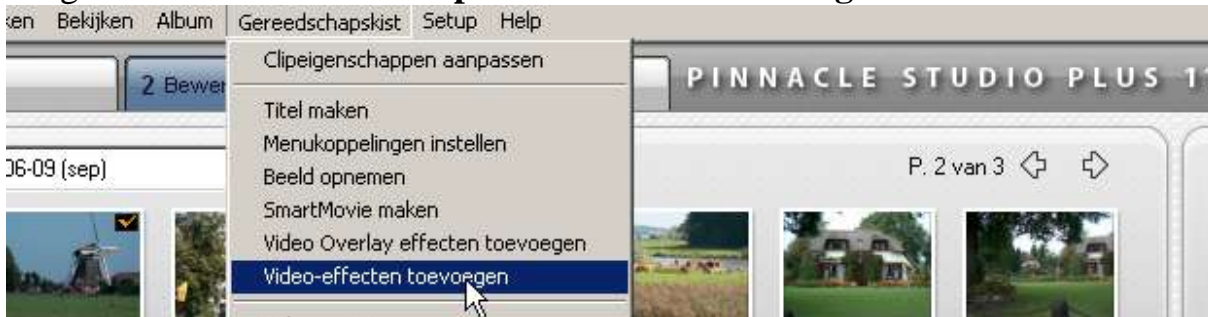 Bekijken Album Gereedschapskist Setup Help
Clipeigenschappen aanpassen
2 Bewer
PINNACLE STUDIO PLUS 11
Titel maken
Menukoppelingen instellen
06-09 (sep)
P. 2 van 3
Beeld opnemen
SmartMovie maken
Video Overlay effecten toevoegen
Video-effecten toevoegen